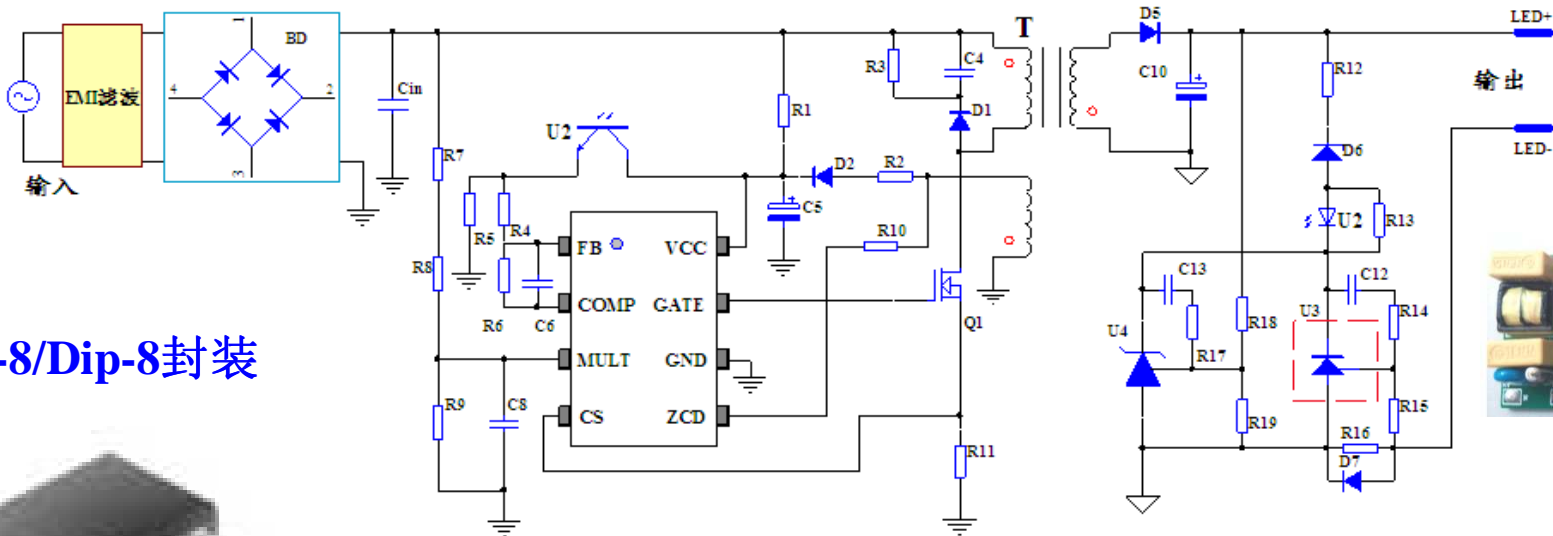 D5
LED+
T
1
BD
R3
C4
C10
R12
输出
EMI滤波
4
2
Cin
R1
D1
U2
D6
LED-
3
R7
D2
R2
输入
C5
U2
R13
R5
R4
R10
FB
VCC
R8
C13
C12
COMP
GATE
U3
R14
R6
C6
Q1
U4
R18
-8/Dip-8封装
MULT
GND
R17
R9
C8
R15
CS
ZCD
R19
R16
R11
D7